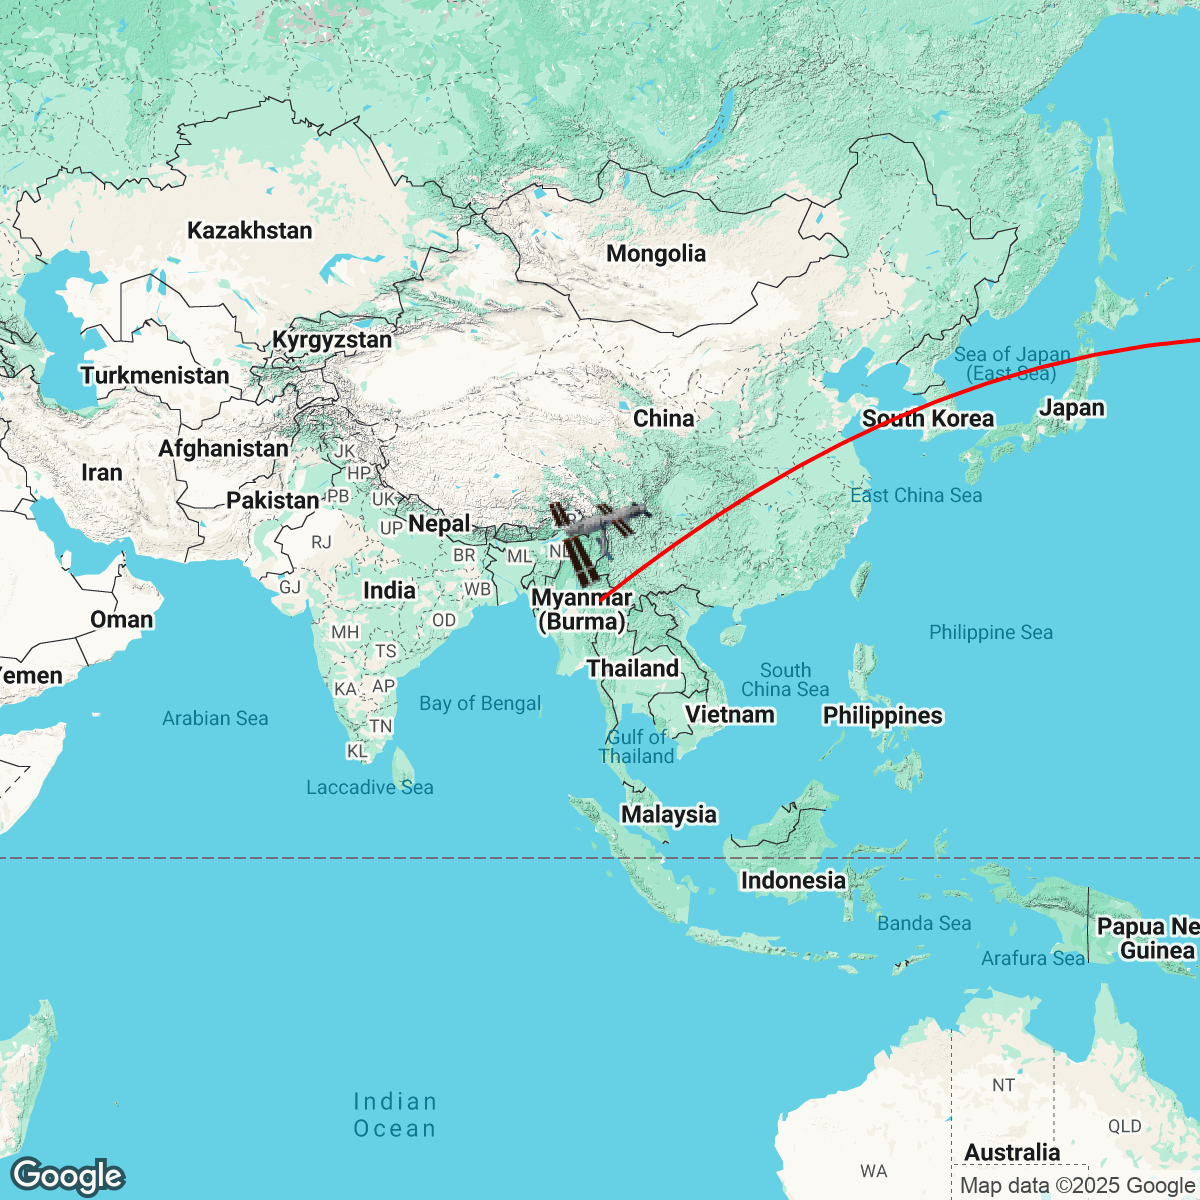 Kazakhstan
Mongolia
Kyrgyzstan
Sea of Japan
(East Sea)
Turkmenistan
Japan
China
South Korea
Afghanistan
JK
Iran
HP
PB
UK
Pakistan
East China Sea
Nepal
UP
RJ
BR
ML
NL
GJ
India
WB
Myanmar
(Burma)
Oman
OD
MH
Philippine Sea
TS
Thailand
South
China Sea
Yemen
KA
AP
Bay of Bengal
Arabian Sea
Vietnam
Philippines
TN
Gulf of
Thailand
KL
Laccadive Sea
Malaysia
Indonesia
Banda Sea
Papua Ne
Guinea
Arafura Sea
NT
Indian
Ocean
QLD
Australia
WA
Google
Map data ©2025 Google